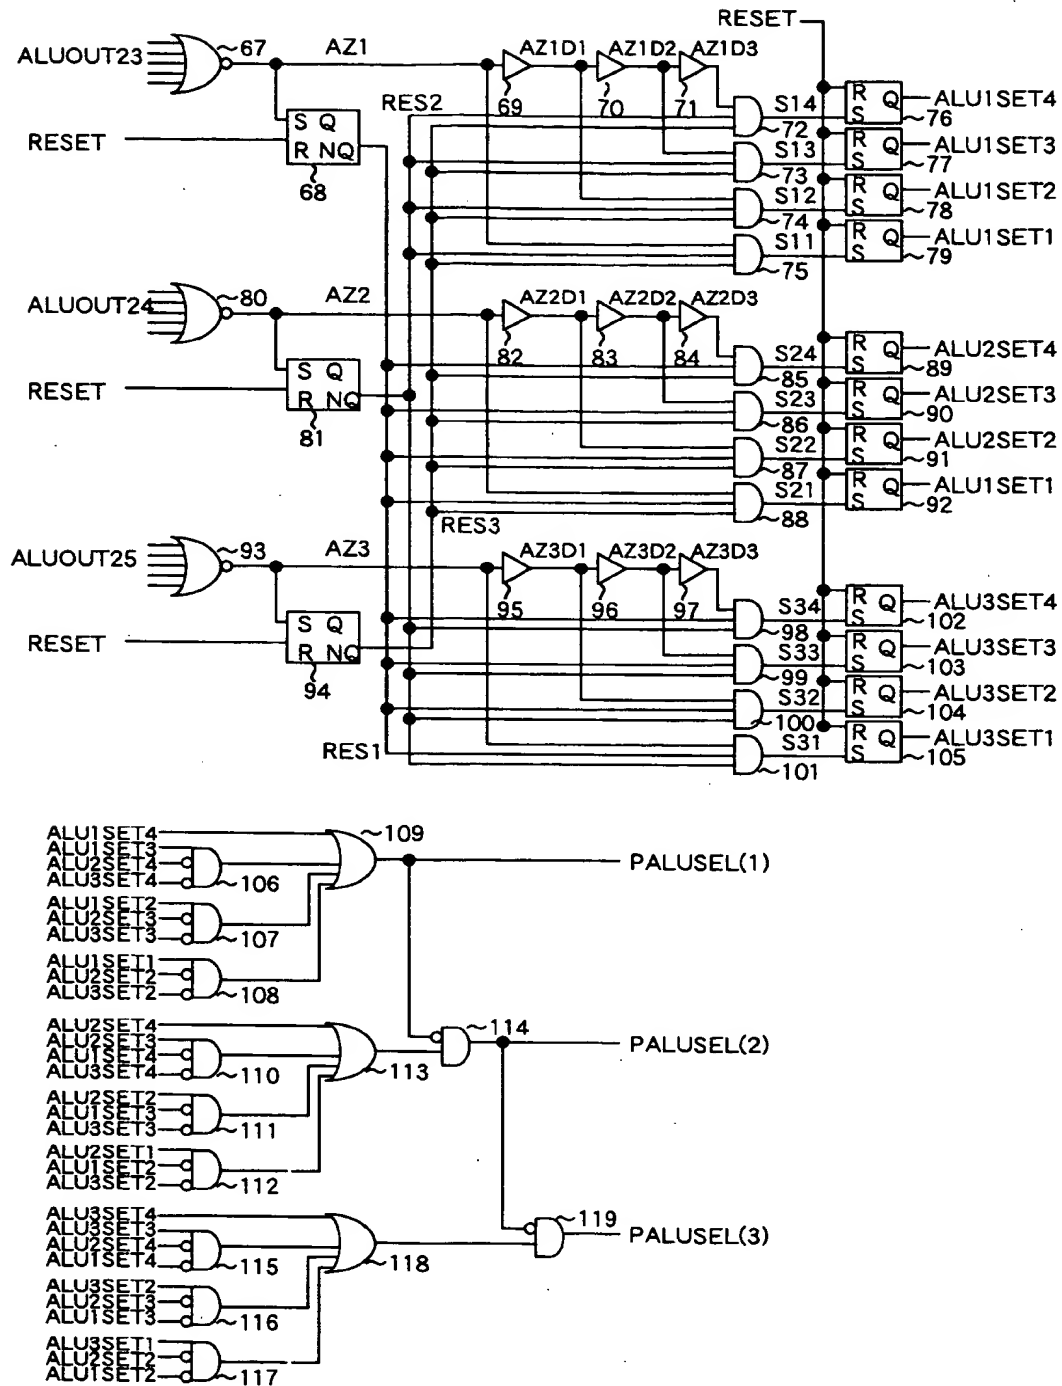 RESET
ALUOUT23
67
AZ1
AZ1D1
AZ1D2
AZ1D3
69
70
71
RES2
RESET
S Q
R NQ
68
S14
72
S13
73
S12
74
S11
75
R
Q
S
76
ALU1SET4
R
Q
S
77
ALU1SET3
R
Q
S
78
ALU1SET2
R
Q
S
79
ALU1SET1
ALUOUT24
80
AZ2
AZ2D1
AZ2D2
AZ2D3
82
83
84
RESET
S Q
R NQ
81
S24
85
S23
86
S22
87
S21
88
R
Q
S
89
ALU2SET4
R
Q
S
90
ALU2SET3
R
Q
S
91
ALU2SET2
R
Q
S
92
ALU1SET1
RES3
ALUOUT25
93
AZ3
AZ3D1
AZ3D2
AZ3D3
95
96
97
RESET
S Q
R NQ
94
RES1
S34
98
S33
99
S32
100
S31
101
R
Q
S
102
ALU3SET4
R
Q
S
103
ALU3SET3
R
Q
S
104
ALU3SET2
R
Q
S
105
ALU3SET1
ALU1SET4
ALU1SET3
ALU2SET4
ALU3SET4
106
109
PALUSEL(1)
ALU1SET2
ALU2SET3
ALU3SET3
107
ALU1SET1
ALU2SET2
ALU3SET2
108
ALU2SET4
ALU2SET3
ALU1SET4
ALU3SET4
110
113
114
PALUSEL(2)
ALU2SET2
ALU1SET3
ALU3SET3
111
ALU2SET1
ALU1SET2
ALU3SET2
112
ALU3SET4
ALU3SET3
ALU2SET4
ALU1SET4
115
118
119
PALUSEL(3)
ALU3SET2
ALU2SET3
ALU1SET3
116
ALU3SET1
ALU2SET2
ALU1SET2
117